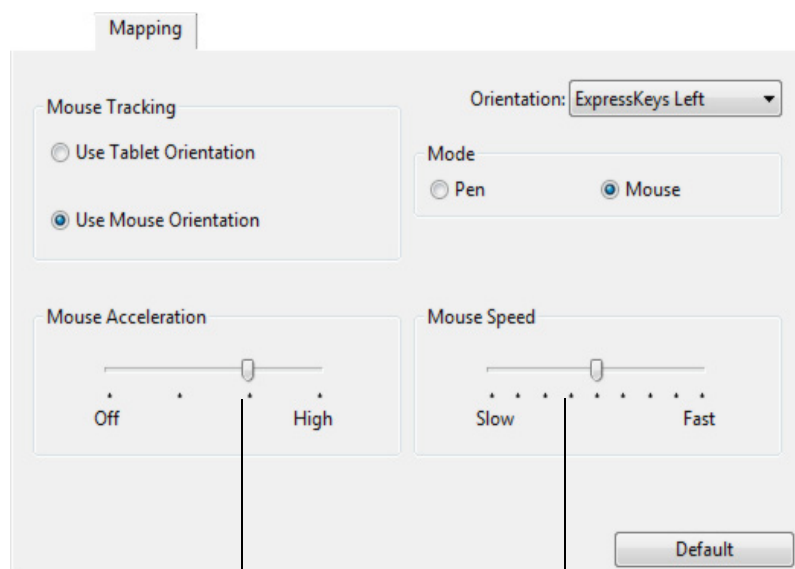 Mapping
Mouse Tracking
Use Tablet Orientation
Use Mouse Orientation
Orientation: ExpressKeys Left
Mode
Pen Mouse
Mouse Acceleration
Off High
Mouse Speed
Slow Fast
Default